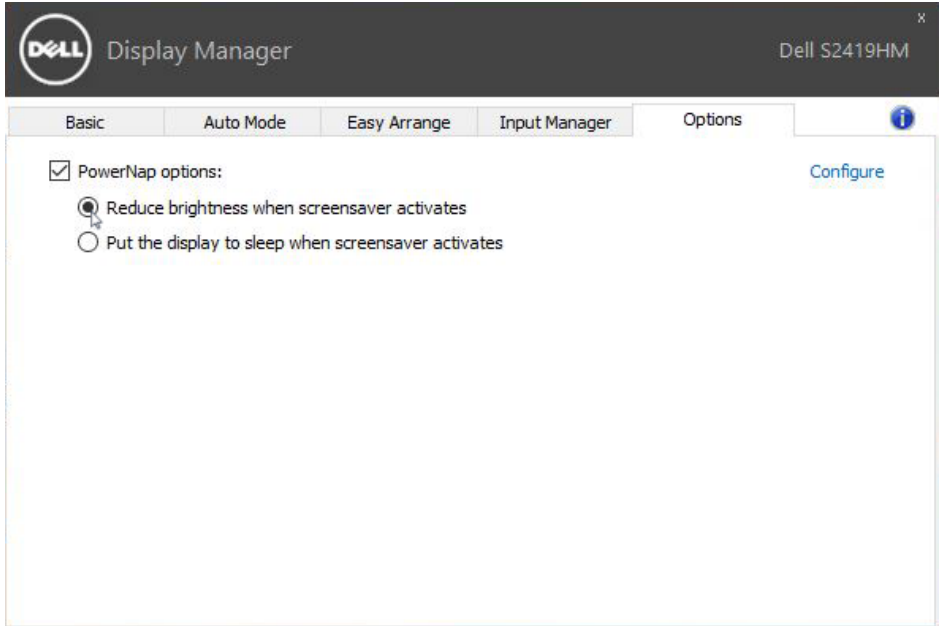 x
DELL Display Manager Dell S2419HM
Basic Auto Mode Easy Arrange Input Manager Options i
PowerNap options: Configure
Reduce brightness when screensaver activates
Put the display to sleep when screensaver activates